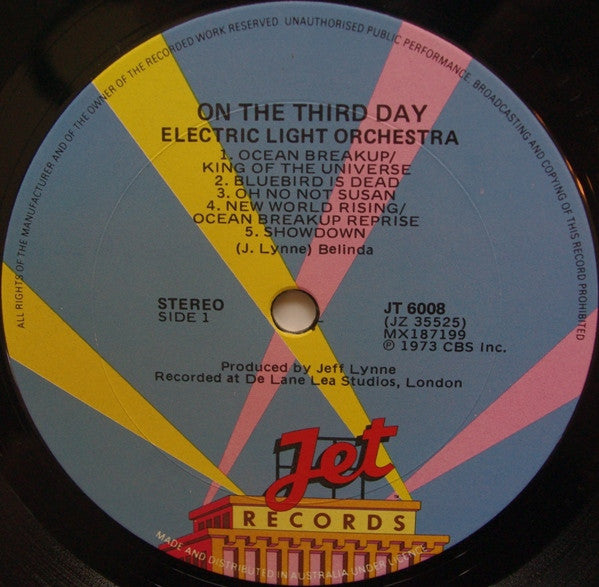 ALL RIGHTS OF THE MANUFACTURER AND OF THE OWNER OF THE RECORDED WORK RESERVED. UNAUTHORISED PUBLIC PERFORMANCE. BROADCASTING AND COPYING OF THIS RECORD PROHIBITED
ON THE THIRD DAY
ELECTRIC LIGHT ORCHESTRA
1. OCEAN BREAKUP/
KING OF THE UNIVERSE
2. BLUEBIRD IS DEAD
3. OH NO NOT SUSAN
4. NEW WORLD RISING/
OCEAN BREAKUP REPRISE
5. SHOWDOWN
(J. Lynne) Belinda
STEREO
SIDE 1
JT 6008
(JZ 35525)
MX187199
℗ 1973 CBS Inc.
Produced by Jeff Lynne
Recorded at De Lane Lea Studios, London
Jet
RECORDS
MADE AND DISTRIBUTED IN AUSTRALIA UNDER LICENCE